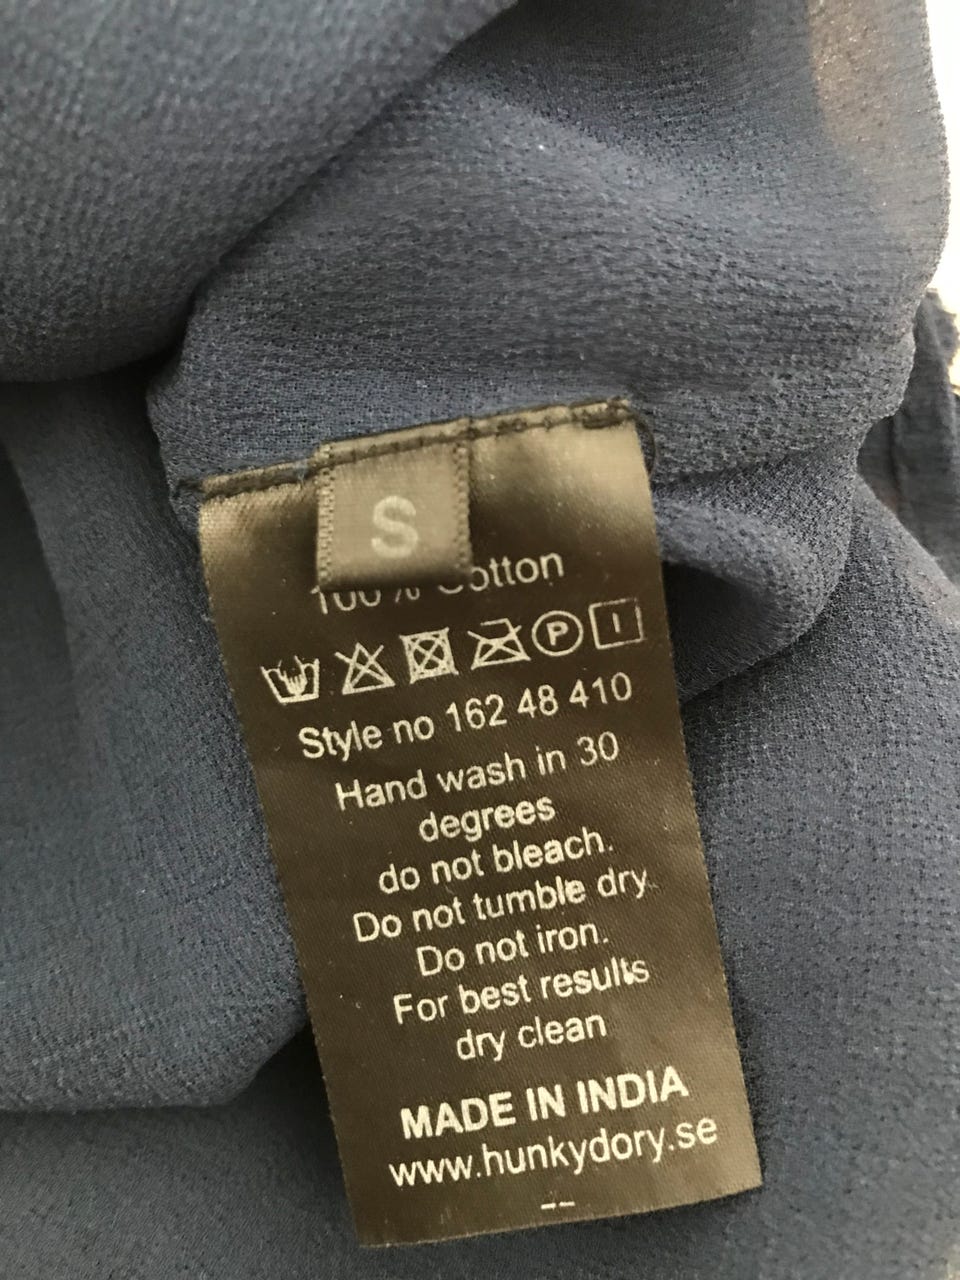 S
100% Cotton
P
Style no 162 48 410
Hand wash in 30
degrees
do not bleach.
Do not tumble dry
Do not iron.
For best results
dry clean
MADE IN INDIA
www.hunkydory.se
--